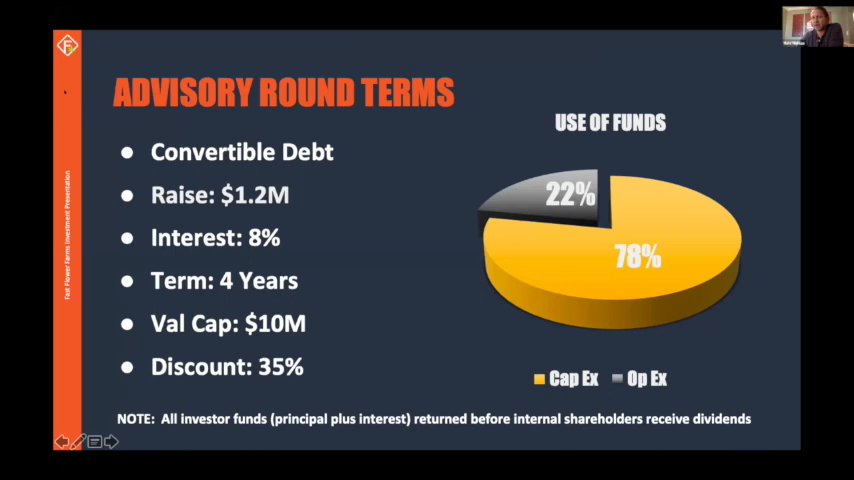 ADVISORY ROUND TERMS
Convertible Debt
Raise: $1.2M
Interest: 8%
Term: 4 Years
Val Cap: $10M
Discount: 35%
USE OF FUNDS
22%
78%
Cap Ex
Op Ex
NOTE: All investor funds (principal plus interest) returned before internal shareholders receive dividends
Fast Flower Farms Investment Presentation
F